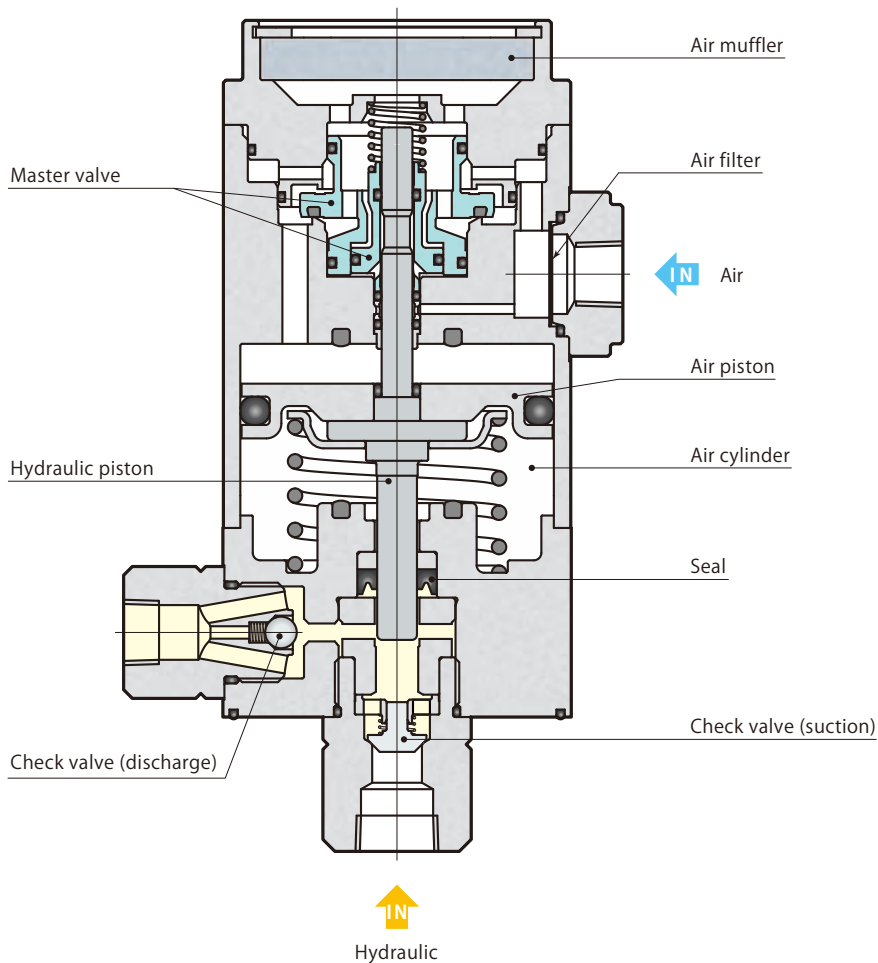 Air muffler
Air filter
Master valve
IN Air
Air piston
Air cylinder
Hydraulic piston
Seal
Check valve (suction)
Check valve (discharge)
IN
Hydraulic